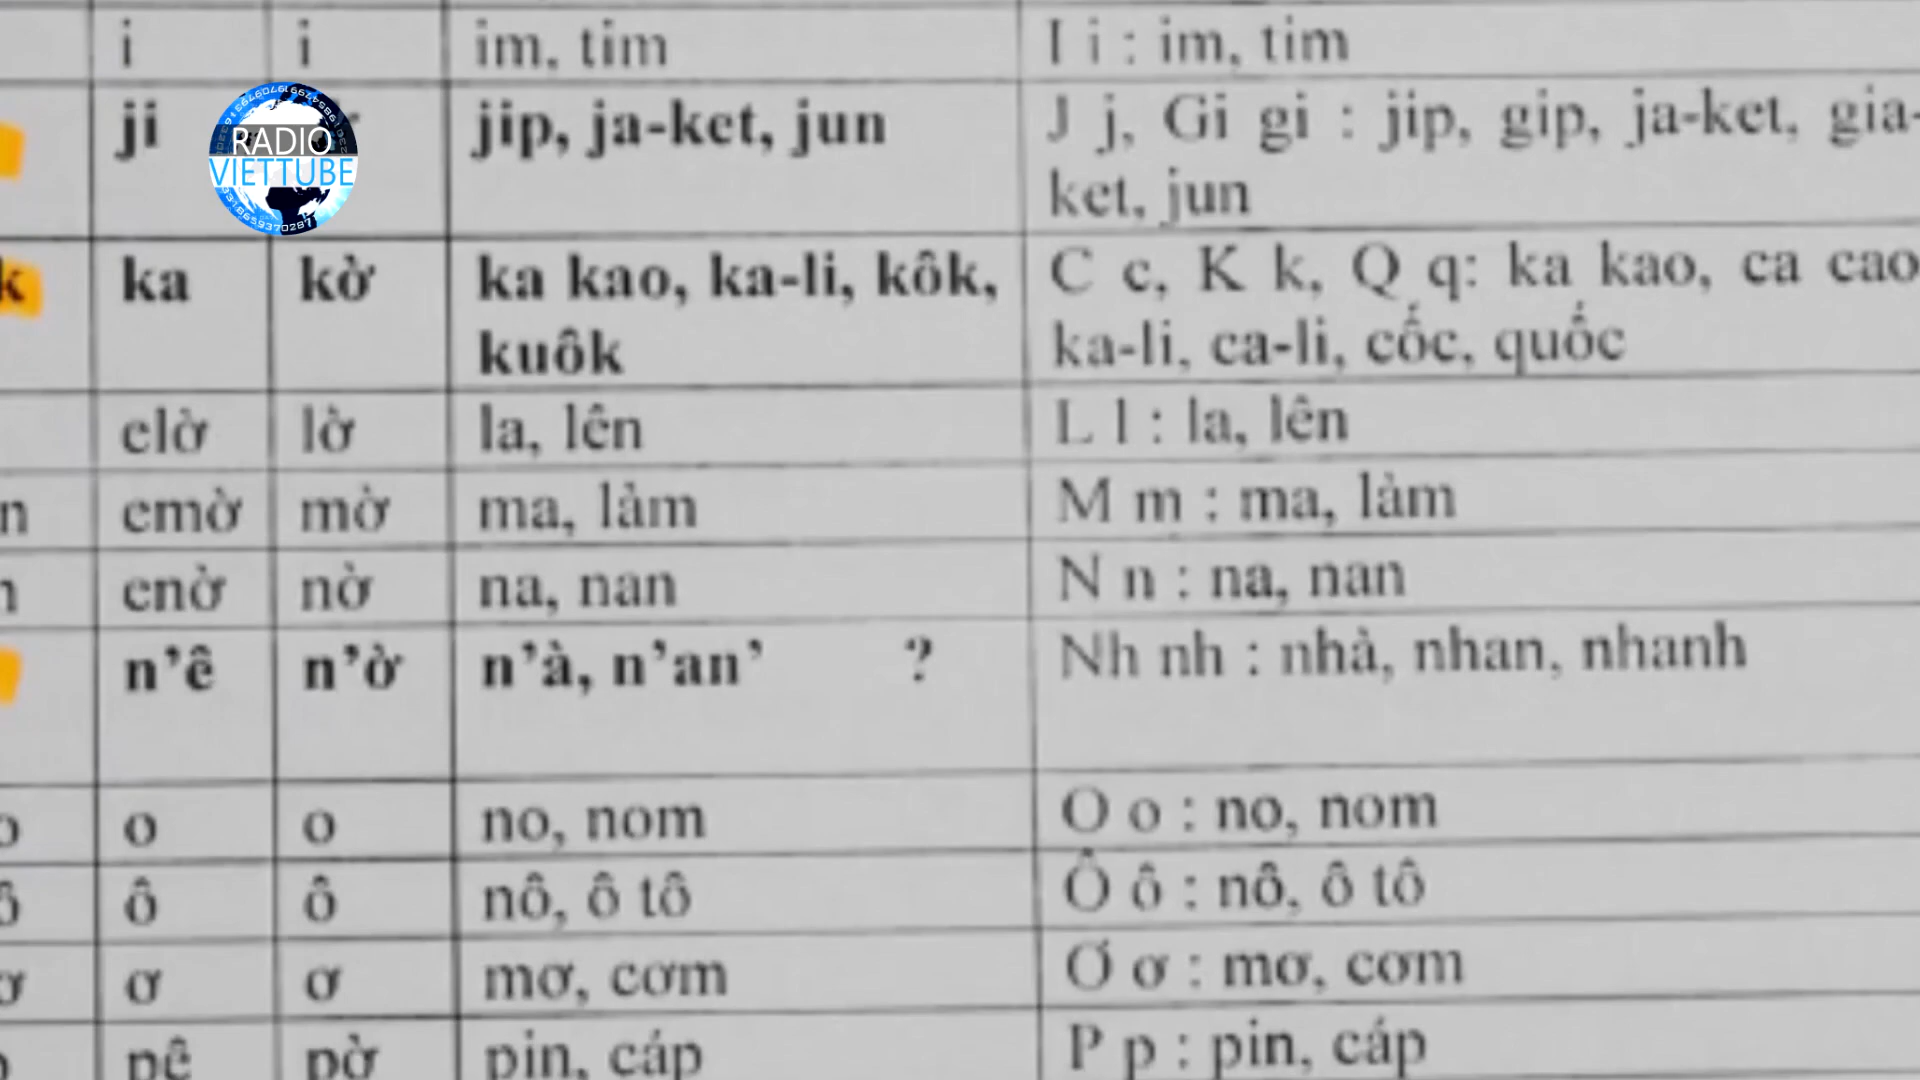 i i im, tim I i : im, tim
ji jip, ja-ket, jun J j, Gi gi : jip, gip, ja-ket, gia-
ket, jun
RADIO
VIETTUBE
k ka kờ ka kao, ka-li, kôk, C c, K k, Q q: ka kao, ca cao
kuôk ka-li, ca-li, cốc, quốc
elờ lờ la, lên L l : la, lên
emờ mờ ma, làm M m : ma, làm
enờ nờ na, nan N n : na, nan
n’ê n’ờ n’à, n’an’ ? Nh nh : nhà, nhan, nhanh
o o o no, nom O o : no, nom
ô ô ô nô, ô tô Ô ô : nô, ô tô
ơ ơ ơ mơ, cơm Ơ ơ : mơ, cơm
pê pờ pin, cáp P p : pin, cáp